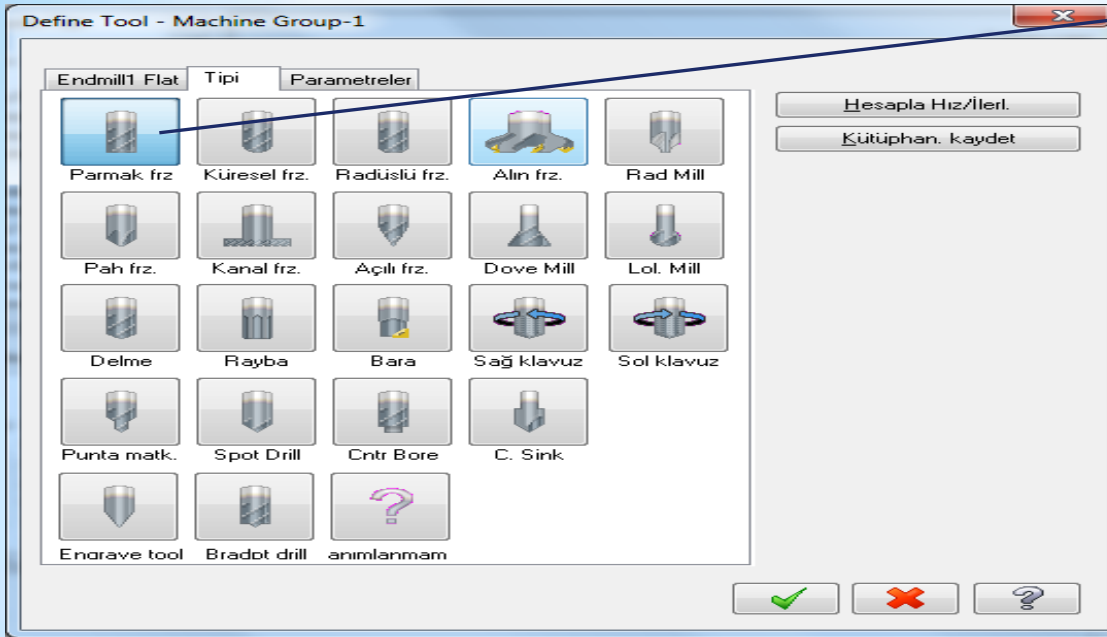 Define Tool - Machine Group-1
Endmill1 Flat Tipi Parametreler
Hesapla Hız/İlerl.
Kütüphan. kaydet
Parmak frz Küresel frz. Radüslü frz. Alın frz. Rad Mill
Pah frz. Kanal frz. Açılı frz. Dove Mill Lol. Mill
Delme Rayba Bara Sağ klavuz Sol klavuz
Punta matk. Spot Drill Cntr Bore C. Sink
Engrave tool Bradpt drill anımlanmam